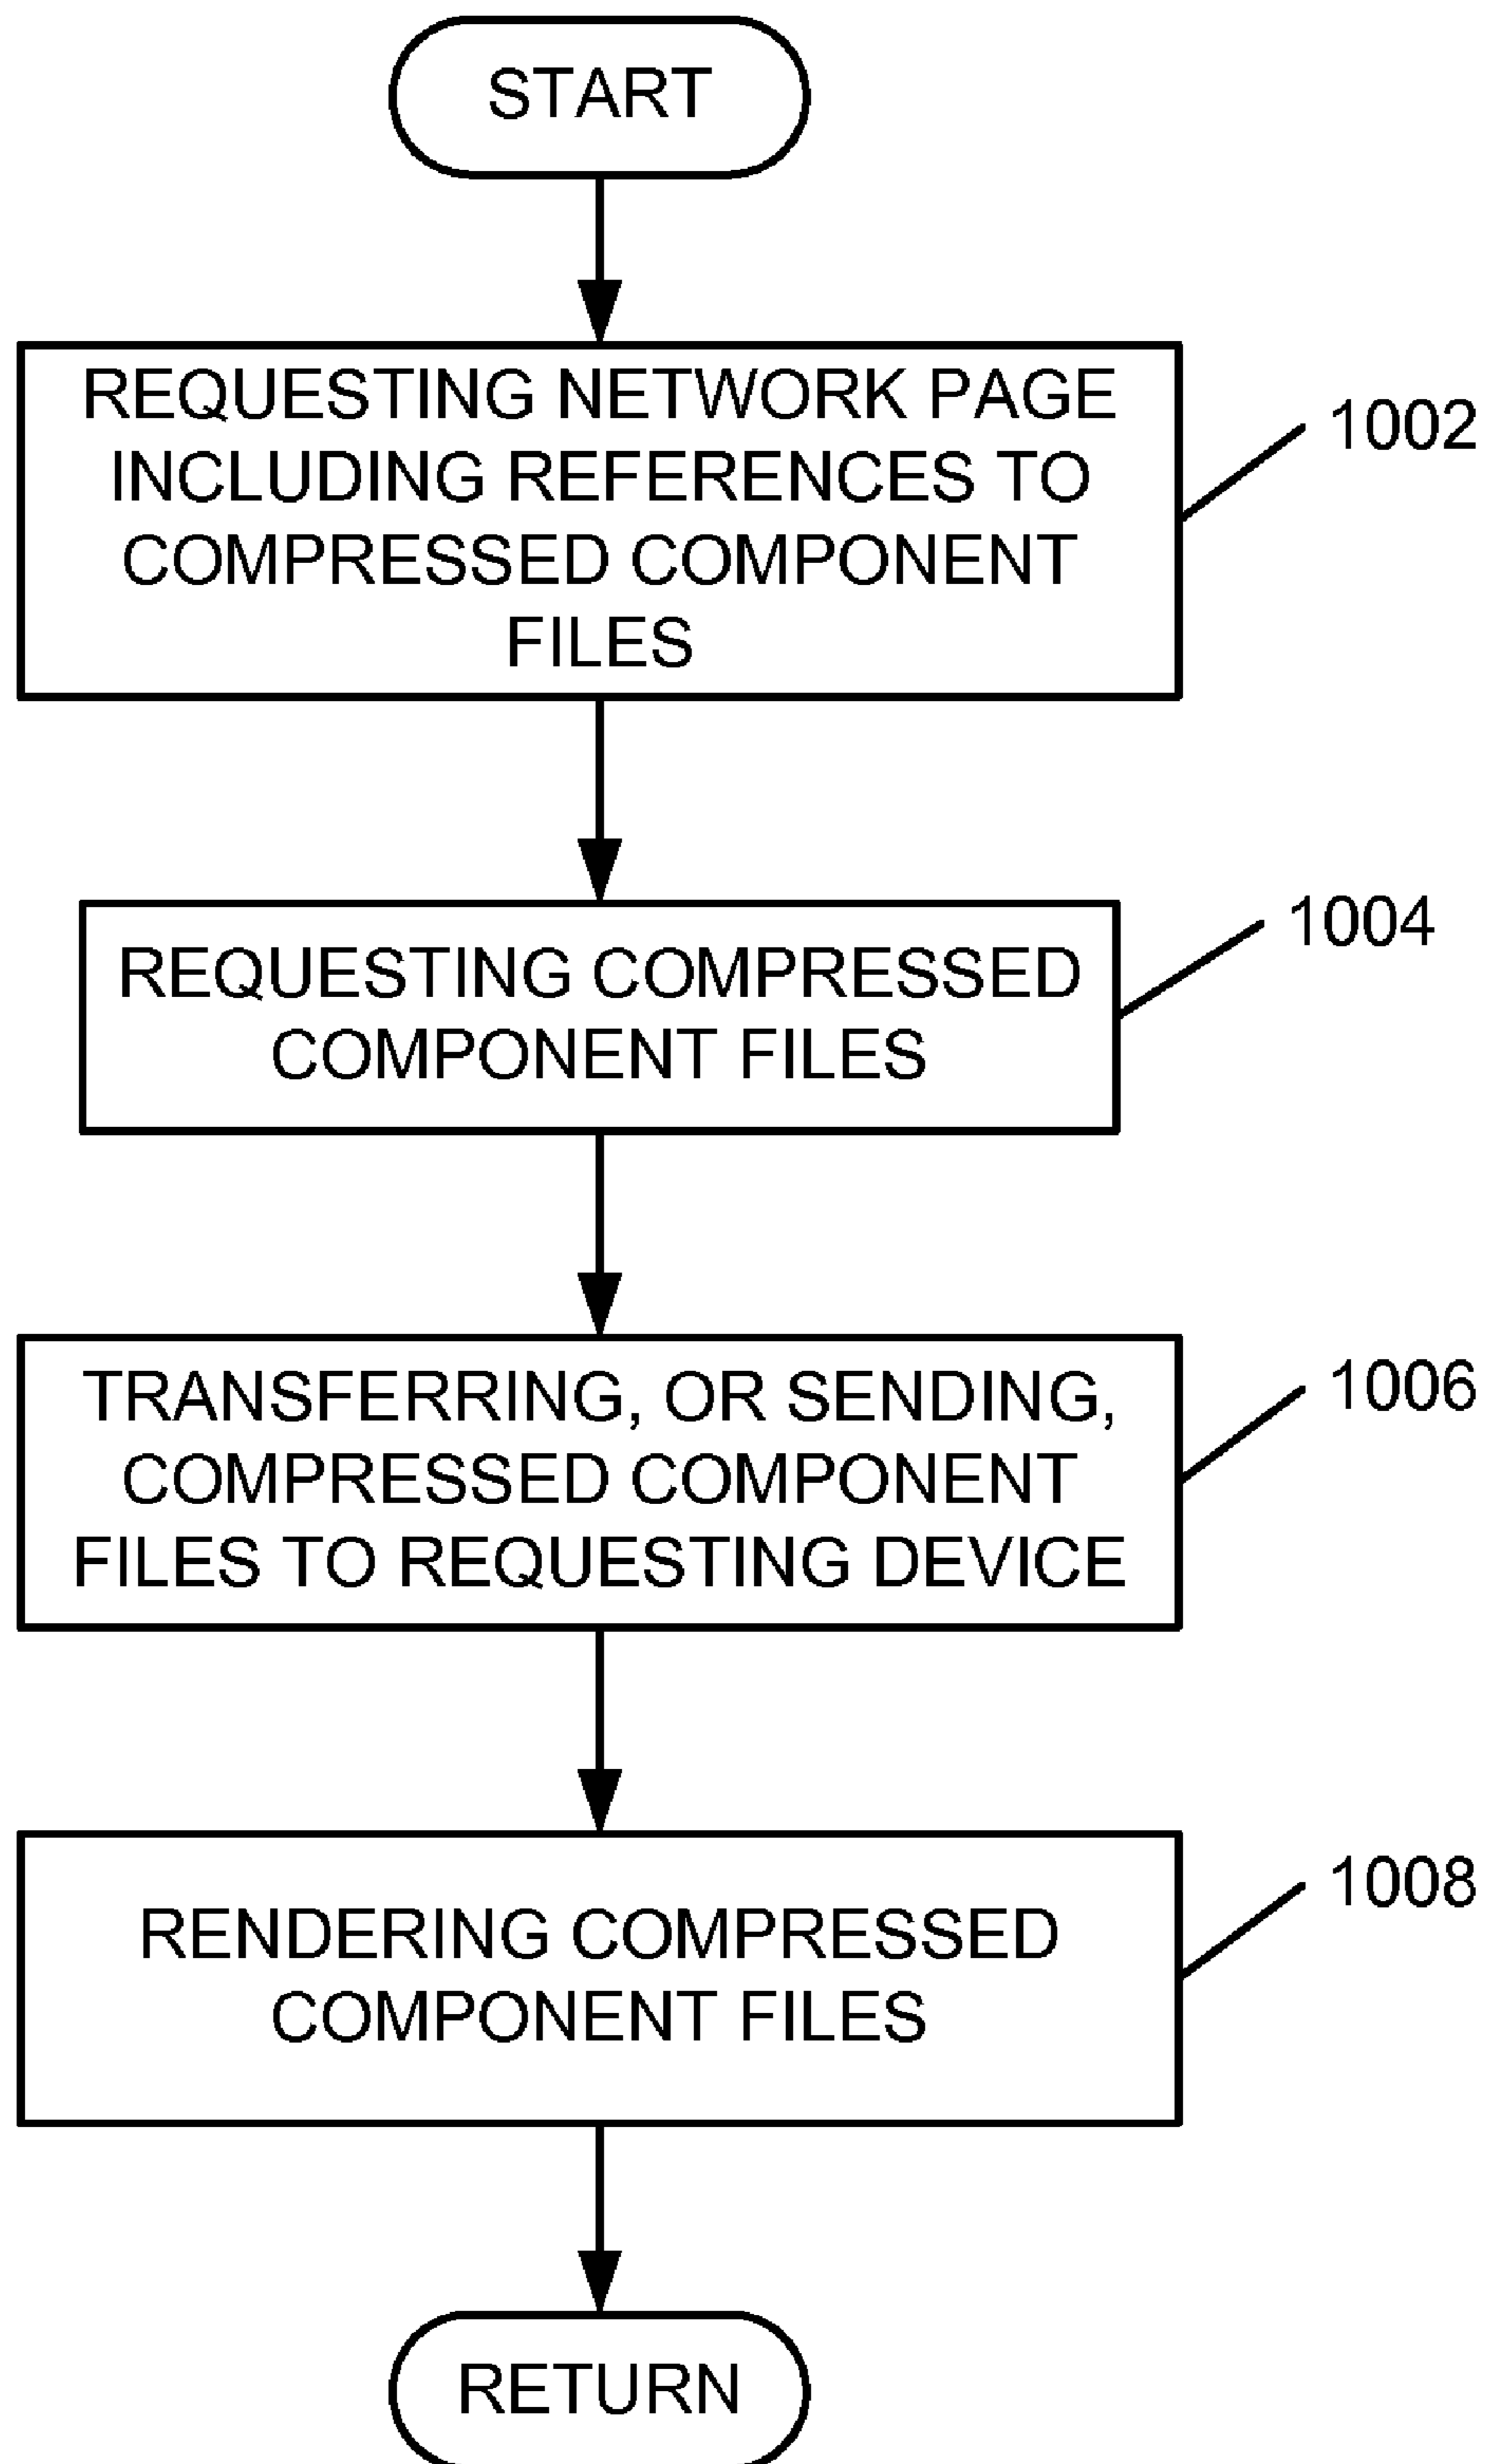 START
REQUESTING NETWORK PAGE
INCLUDING REFERENCES TO
COMPRESSED COMPONENT
FILES
1002
REQUESTING COMPRESSED
COMPONENT FILES
1004
TRANSFERRING, OR SENDING,
COMPRESSED COMPONENT
FILES TO REQUESTING DEVICE
1006
RENDERING COMPRESSED
COMPONENT FILES
1008
RETURN